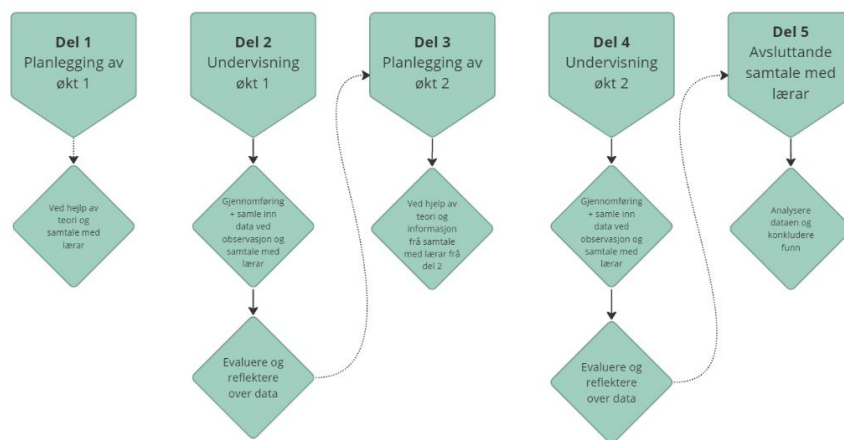 Del 1
Planlegging av
økt 1
Ved hejlp av
teori og
samtale med
lærar
Del 2
Undervisning
økt 1
Gjennomføring
+ samle inn
data ved
observasjon og
samtale med
lærar
Evaluere og
reflektere
over data
Del 3
Planlegging av
økt 2
Ved hjelp av
teori og
informasjon
frå samtale
med lærar frå
del 2
Del 4
Undervisning
økt 2
Gjennomføring
+ samle inn
data ved
observasjon og
samtale med
lærar
Evaluere og
reflektere
over data
Del 5
Avsluttande
samtale med
lærar
Analysere
dataen og
konkludere
funn